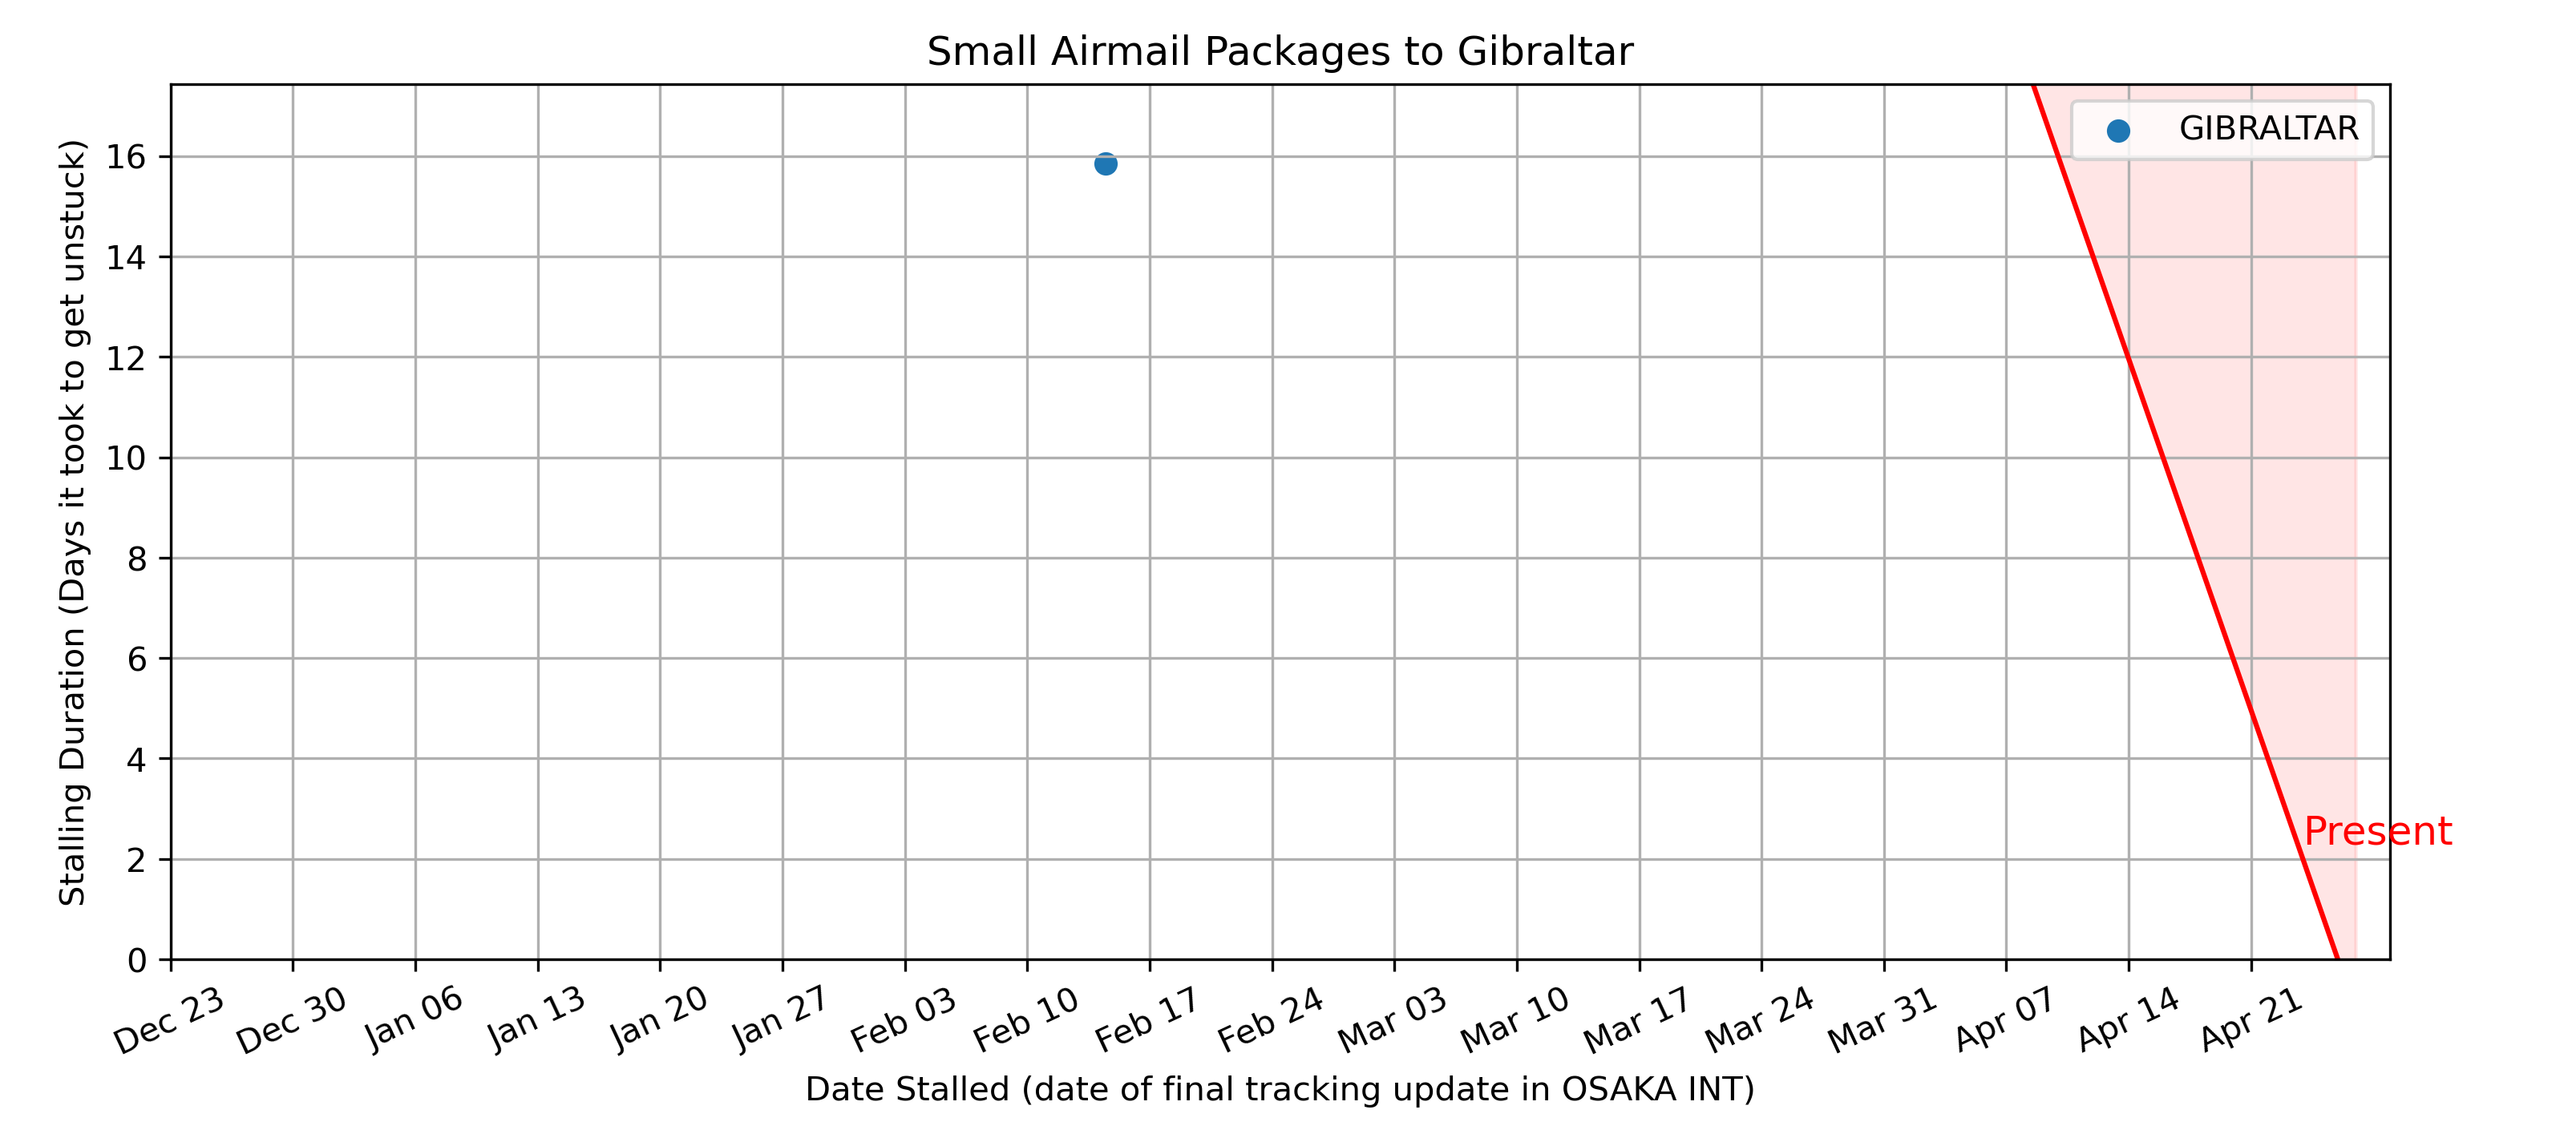 Small Airmail Packages to Gibraltar
GIBRALTAR
Stalling Duration (Days it took to get unstuck)
16
14
12
10
8
6
4
2
0
Present
Dec 23 Dec 30 Jan 06 Jan 13 Jan 20 Jan 27 Feb 03 Feb 10 Feb 17 Feb 24 Mar 03 Mar 10 Mar 17 Mar 24 Mar 31 Apr 07 Apr 14 Apr 21
Date Stalled (date of final tracking update in OSAKA INT)